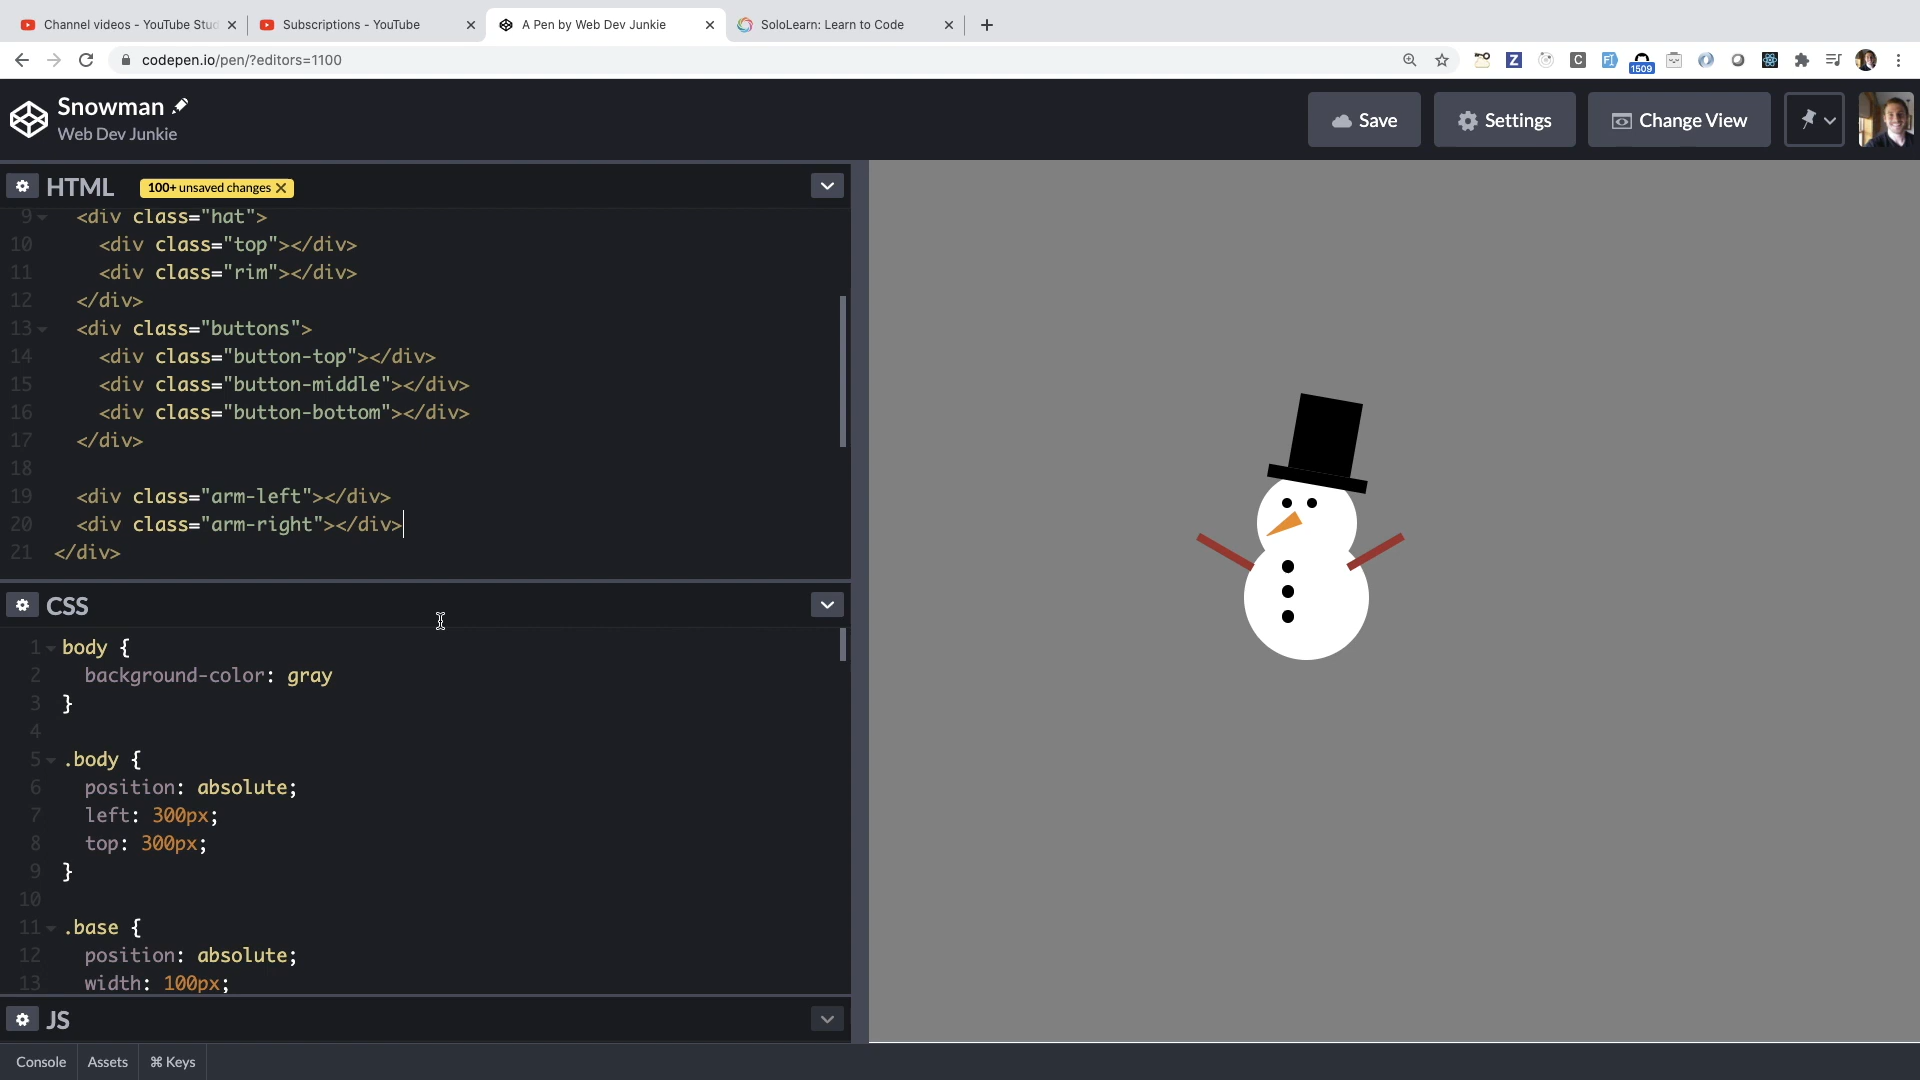 Channel videos - YouTube Stud
Subscriptions - YouTube
A Pen by Web Dev Junkie
SoloLearn: Learn to Code
codepen.io/pen/?editors=1100
1509
Snowman
Web Dev Junkie
Save
Settings
Change View
HTML
100+ unsaved changes
9 <div class="hat">
10 <div class="top"></div>
11 <div class="rim"></div>
12 </div>
13 <div class="buttons">
14 <div class="button-top"></div>
15 <div class="button-middle"></div>
16 <div class="button-bottom"></div>
17 </div>
18
19 <div class="arm-left"></div>
20 <div class="arm-right"></div>
21 </div>
CSS
1 body {
2 background-color: gray
3 }
4
5 .body {
6 position: absolute;
7 left: 300px;
8 top: 300px;
9 }
10
11 .base {
12 position: absolute;
13 width: 100px;
JS
Console
Assets
⌘ Keys